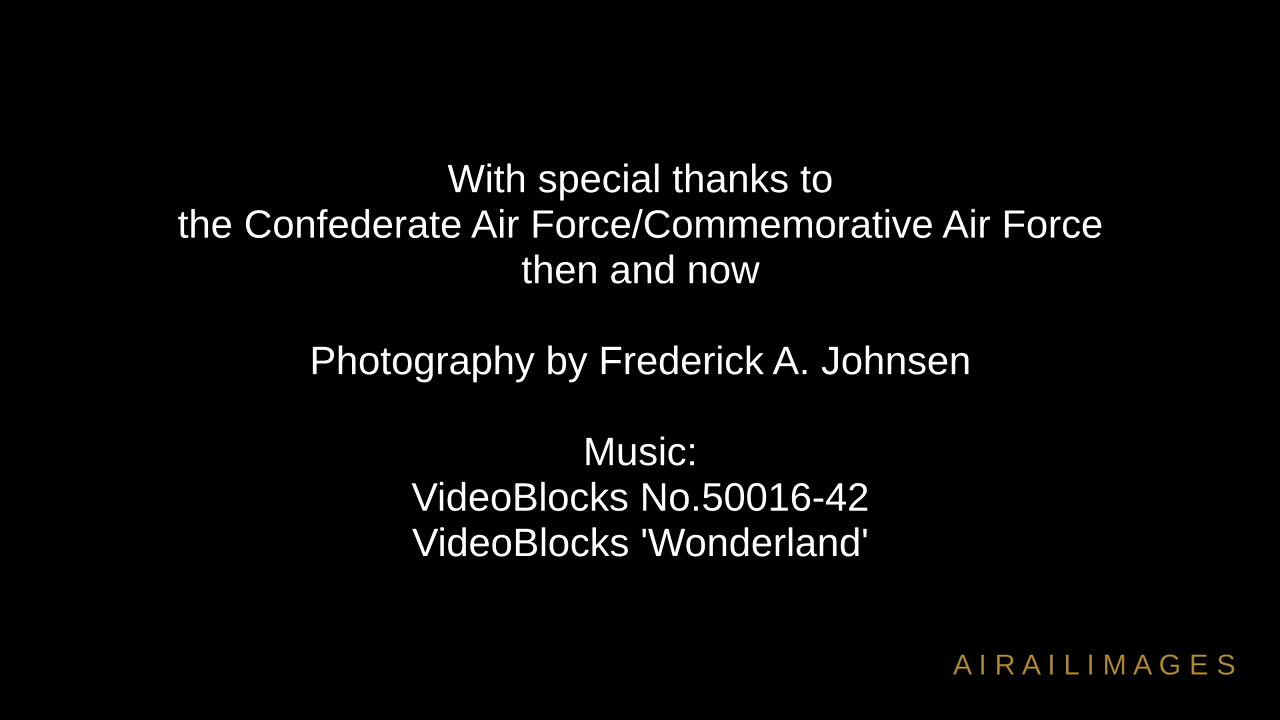 With special thanks to
the Confederate Air Force/Commemorative Air Force
then and now
Photography by Frederick A. Johnsen
Music:
VideoBlocks No.50016-42
VideoBlocks 'Wonderland'
AIRAILIMAGES